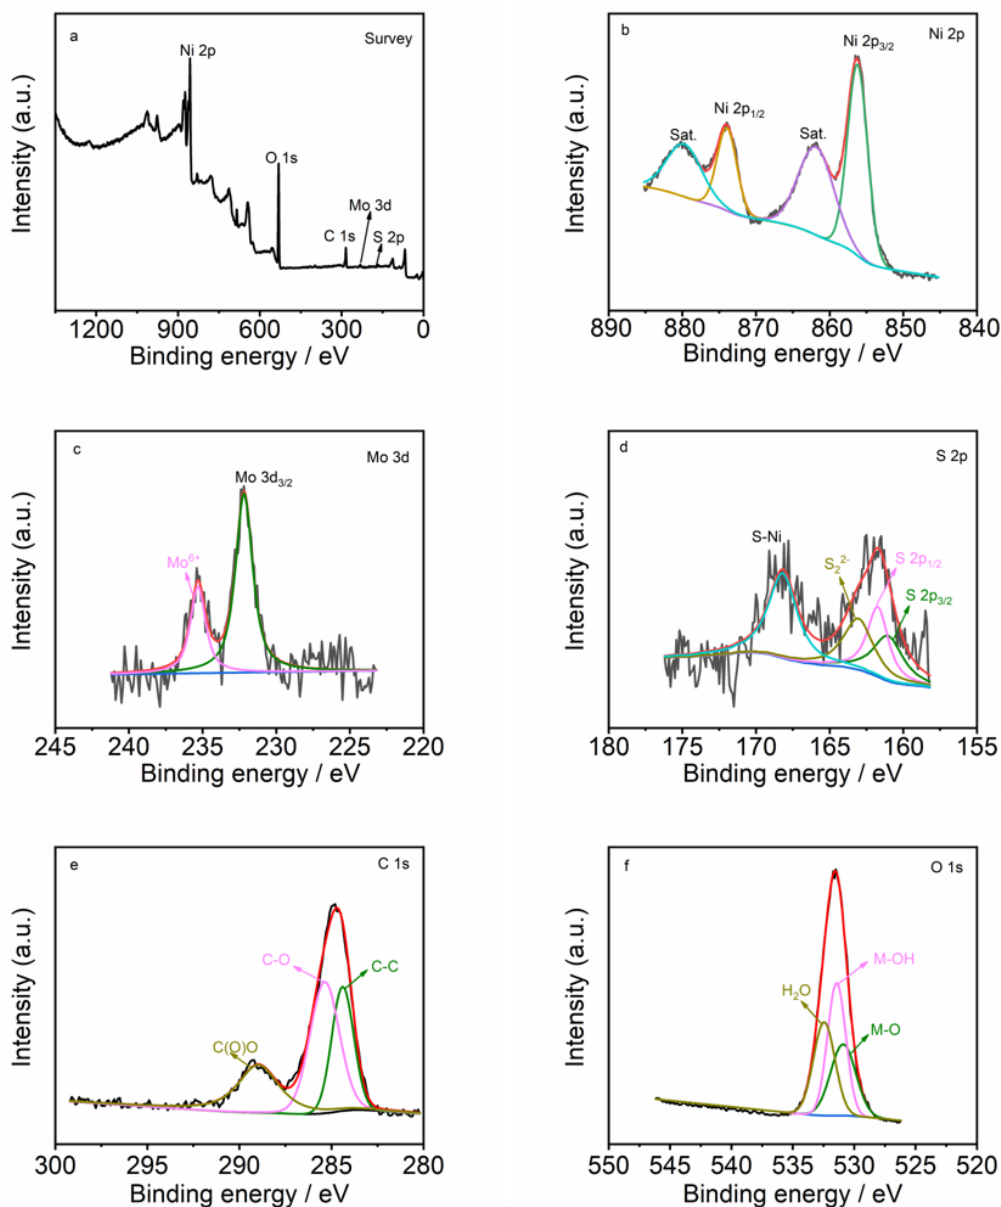 a
Survey
Ni 2p
O 1s
Mo 3d
C 1s
S 2p
Intensity (a.u.)
1200 900 600 300 0
Binding energy / eV
b
Ni 2p
Ni 2p3/2
Ni 2p1/2
Sat.
Sat.
Intensity (a.u.)
890 880 870 860 850 840
Binding energy / eV
c
Mo 3d
Mo 3d3/2
Mo6+
Intensity (a.u.)
245 240 235 230 225 220
Binding energy / eV
d
S 2p
S-Ni
S22-
S 2p1/2
S 2p3/2
Intensity (a.u.)
180 175 170 165 160 155
Binding energy / eV
e
C 1s
C-O
C-C
C(O)O
Intensity (a.u.)
300 295 290 285 280
Binding energy / eV
f
O 1s
M-OH
H2O
M-O
Intensity (a.u.)
550 545 540 535 530 525 520
Binding energy / eV